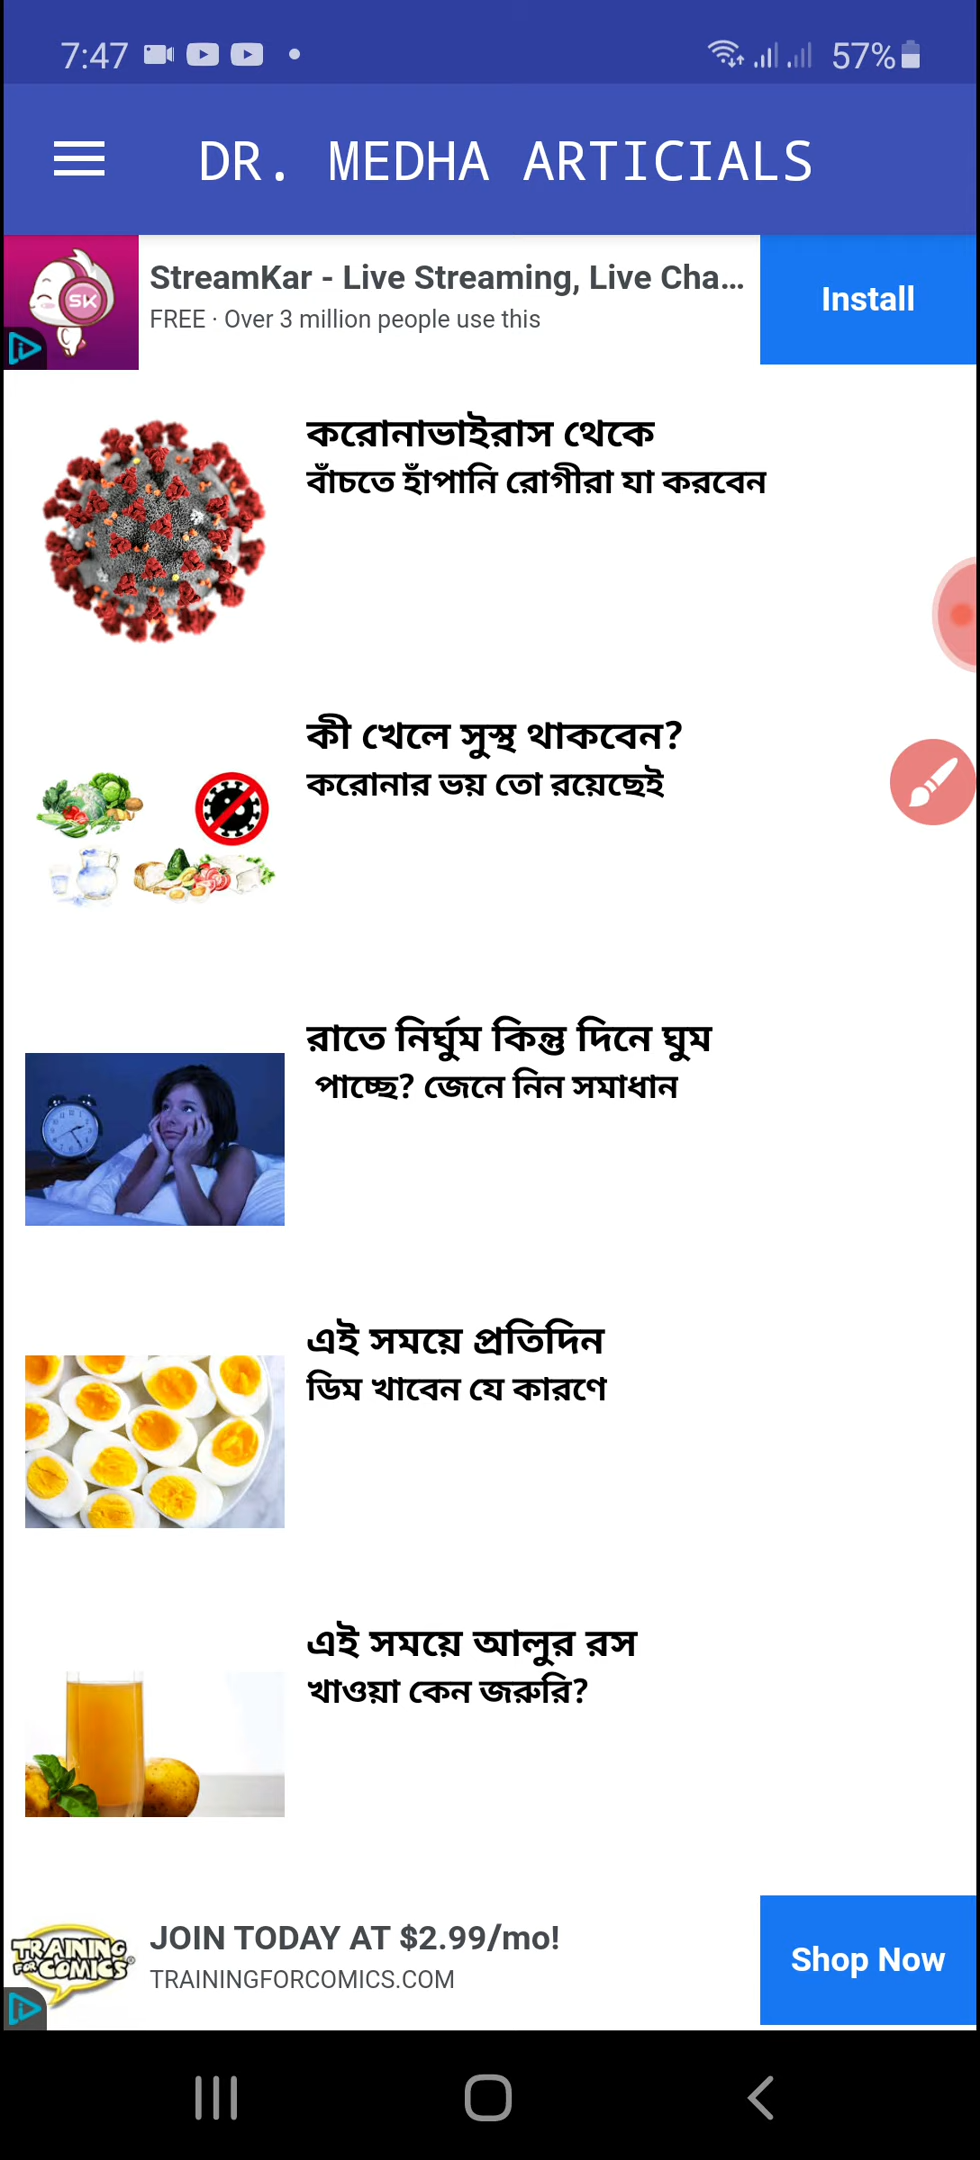 7:47
57%
DR. MEDHA ARTICIALS
SK
StreamKar - Live Streaming, Live Cha...
FREE · Over 3 million people use this
Install
করোনাভাইরাস থেকে
বাঁচতে হাঁপানি রোগীরা যা করবেন
কী খেলে সুস্থ থাকবেন?
করোনার ভয় তো রয়েছেই
রাতে নির্ঘুম কিন্তু দিনে ঘুম
পাচ্ছে? জেনে নিন সমাধান
এই সময়ে প্রতিদিন
ডিম খাবেন যে কারণে
এই সময়ে আলুর রস
খাওয়া কেন জরুরি?
TRAINING
FOR COMICS
JOIN TODAY AT $2.99/mo!
TRAININGFORCOMICS.COM
Shop Now